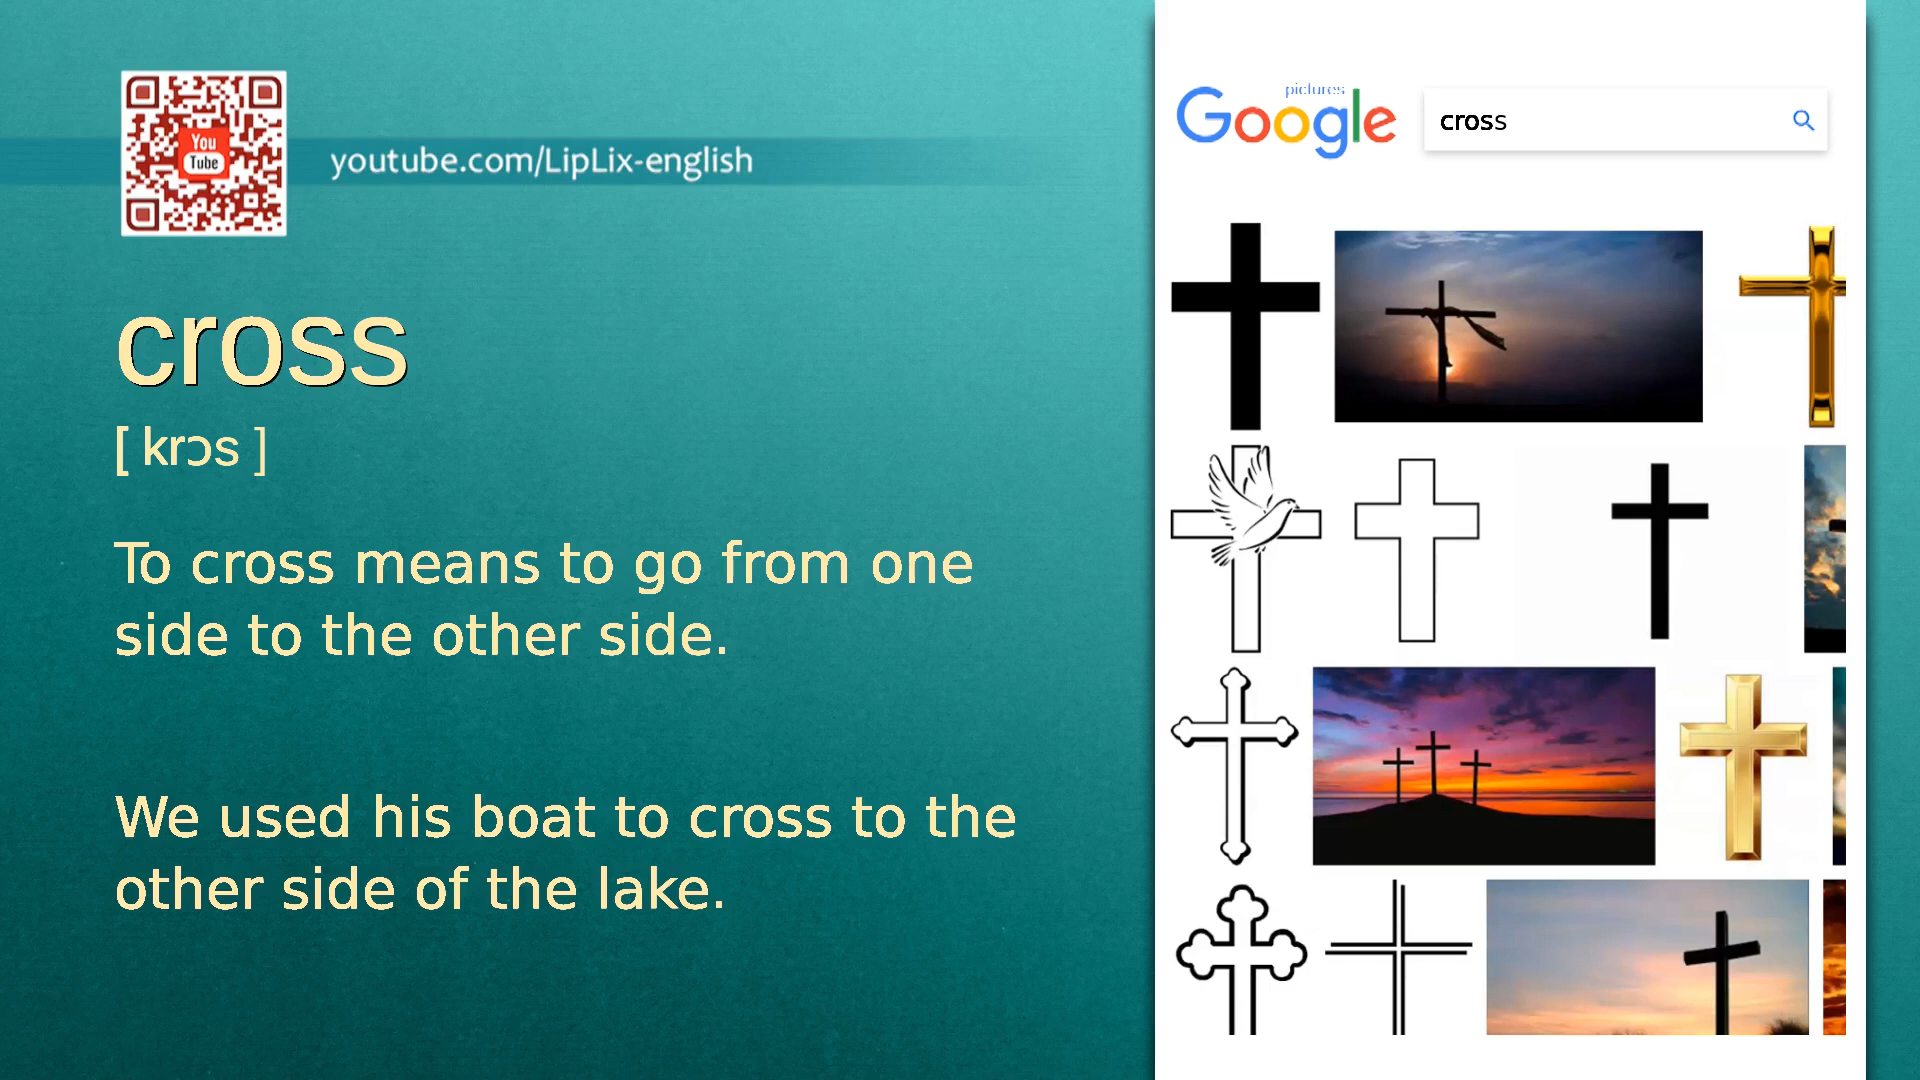 You
Tube
youtube.com/LipLix-english
cross
[ krɔs ]
To cross means to go from one
side to the other side.
We used his boat to cross to the
other side of the lake.
pictures
Google
cross